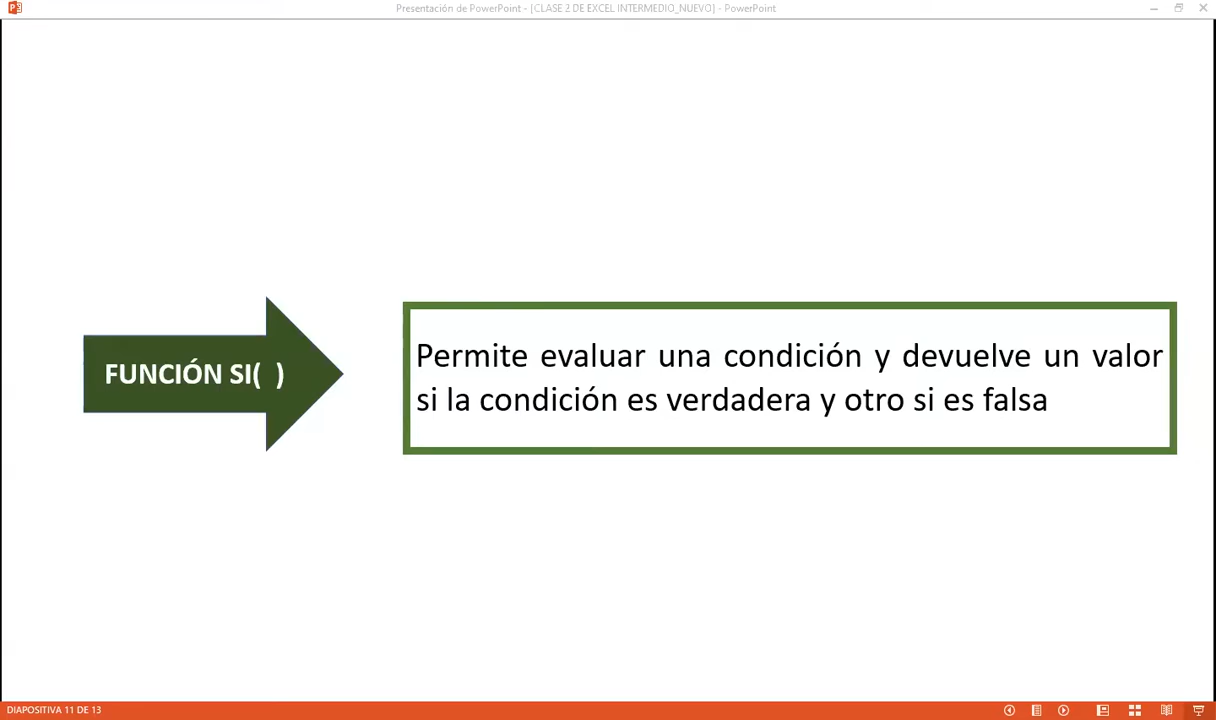 Presentación de PowerPoint - [CLASE 2 DE EXCEL INTERMEDIO_NUEVO] - PowerPoint
FUNCIÓN SI( )
Permite evaluar una condición y devuelve un valor
si la condición es verdadera y otro si es falsa
DIAPOSITIVA 11 DE 13